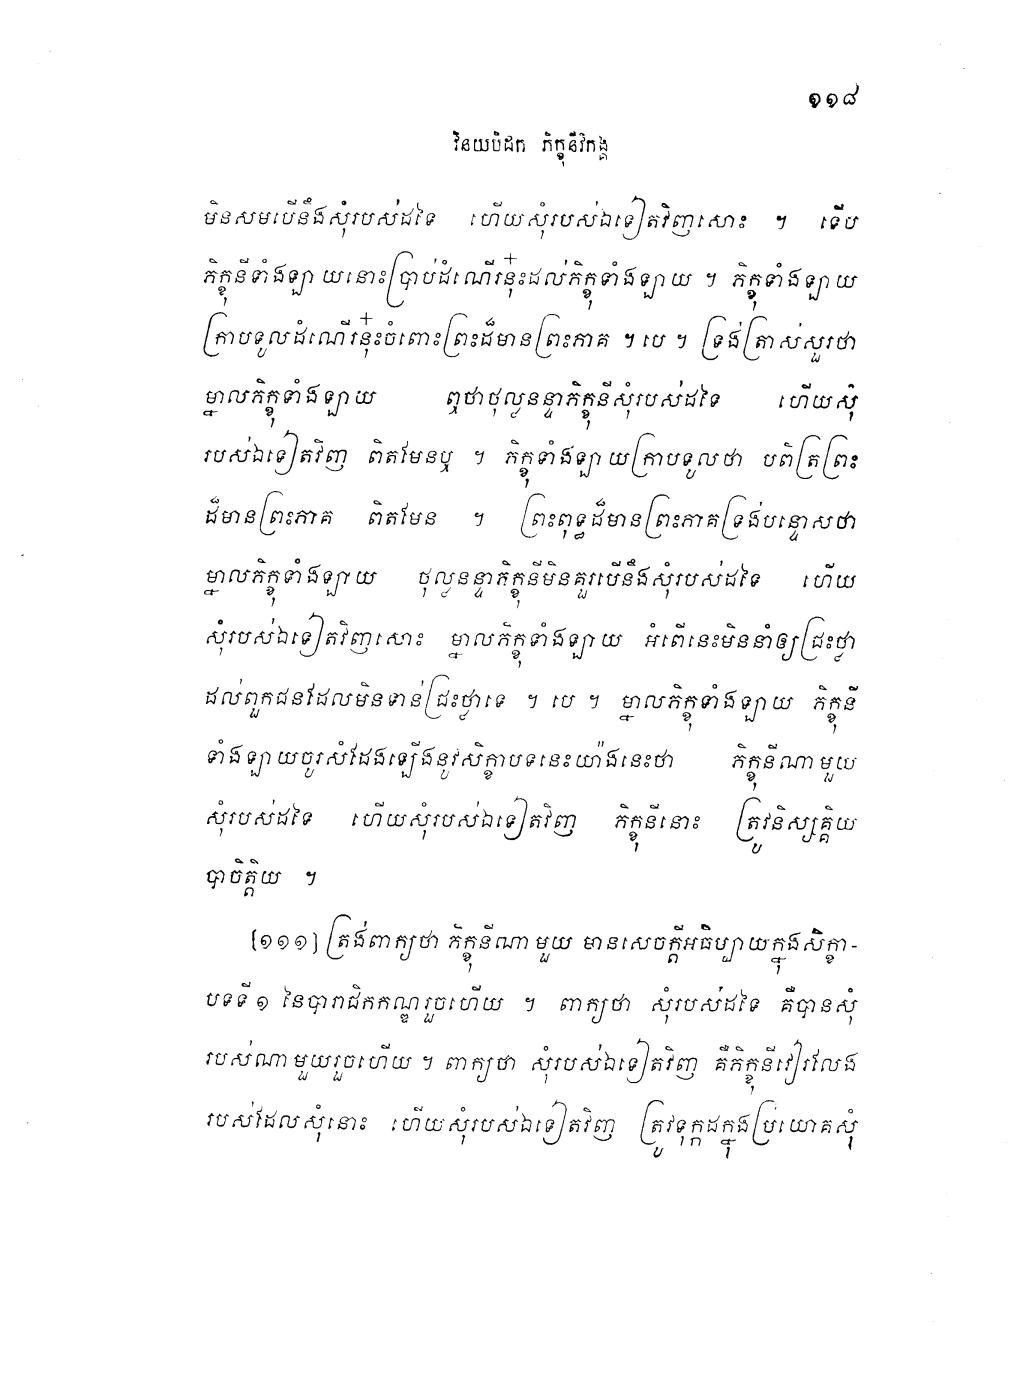 ១១៨
វិនយបិដក ភិក្ខុនីវិភង្គ
មិនសមបើនឹងសុំរបស់ដទៃ ហើយសុំរបស់ឯទៀតវិញសោះ ។ ទើប
ភិក្ខុនីទាំងឡាយនោះប្រាប់ដំណើរនុ៎ះដល់ភិក្ខុទាំងឡាយ ។ ភិក្ខុទាំងឡាយ
ក្រាបទូលដំណើរនុ៎ះចំពោះព្រះដ៏មានព្រះភាគ ។ បេ ។ ទ្រង់ត្រាស់សួរថា
ម្នាលភិក្ខុទាំងឡាយ ឮថាថុល្លនន្ទាភិក្ខុនីសុំរបស់ដទៃ ហើយសុំ
របស់ឯទៀតវិញ ពិតមែនឬ ។ ភិក្ខុទាំងឡាយក្រាបទូលថា បពិត្រព្រះ
ដ៏មានព្រះភាគ ពិតមែន ។ ព្រះពុទ្ធដ៏មានព្រះភាគទ្រង់បន្ទោសថា
ម្នាលភិក្ខុទាំងឡាយ ថុល្លនន្ទាភិក្ខុនីមិនគួរបើនឹងសុំរបស់ដទៃ ហើយ
សុំរបស់ឯទៀតវិញសោះ ម្នាលភិក្ខុទាំងឡាយ អំពើនេះមិននាំឲ្យជ្រះថ្លា
ដល់ពួកជនដែលមិនទាន់ជ្រះថ្លាទេ ។ បេ ។ ម្នាលភិក្ខុទាំងឡាយ ភិក្ខុនី
ទាំងឡាយចូរសំដែងឡើងនូវសិក្ខាបទនេះយ៉ាងនេះថា ភិក្ខុនីណាមួយ
សុំរបស់ដទៃ ហើយសុំរបស់ឯទៀតវិញ ភិក្ខុនីនោះ ត្រូវនិស្សគ្គិយ
បាចិត្តិយ ។
[១១១] ត្រង់ពាក្យថា ភិក្ខុនីណាមួយ មានសេចក្តីអធិប្បាយក្នុងសិក្ខា-
បទទី ១ នៃបារាជិកកណ្ឌរួចហើយ ។ ពាក្យថា សុំរបស់ដទៃ គឺបានសុំ
របស់ណាមួយរួចហើយ ។ ពាក្យថា សុំរបស់ឯទៀតវិញ គឺភិក្ខុនីវៀរលែង
របស់ដែលសុំនោះ ហើយសុំរបស់ឯទៀតវិញ ត្រូវទុក្កដក្នុងប្រយោគសុំ